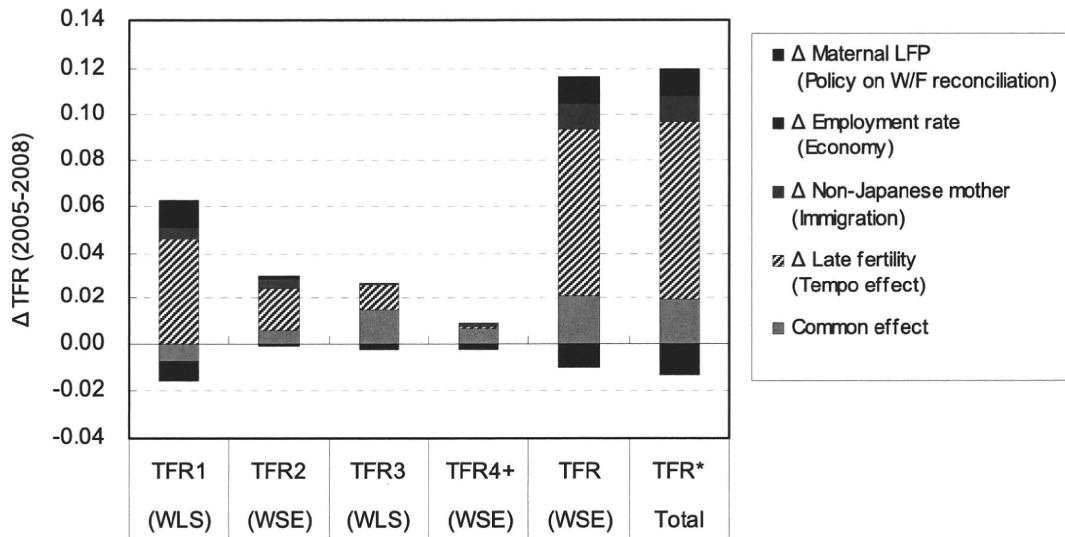 Δ TFR (2005-2008)
0.14
0.12
0.10
0.08
0.06
0.04
0.02
0.00
-0.02
-0.04
TFR1 TFR2 TFR3 TFR4+ TFR TFR*
(WLS) (WSE) (WLS) (WSE) (WSE) Total
Δ Maternal LFP
(Policy on W/F reconciliation)
Δ Employment rate
(Economy)
Δ Non-Japanese mother
(Immigration)
Δ Late fertility
(Tempo effect)
Common effect